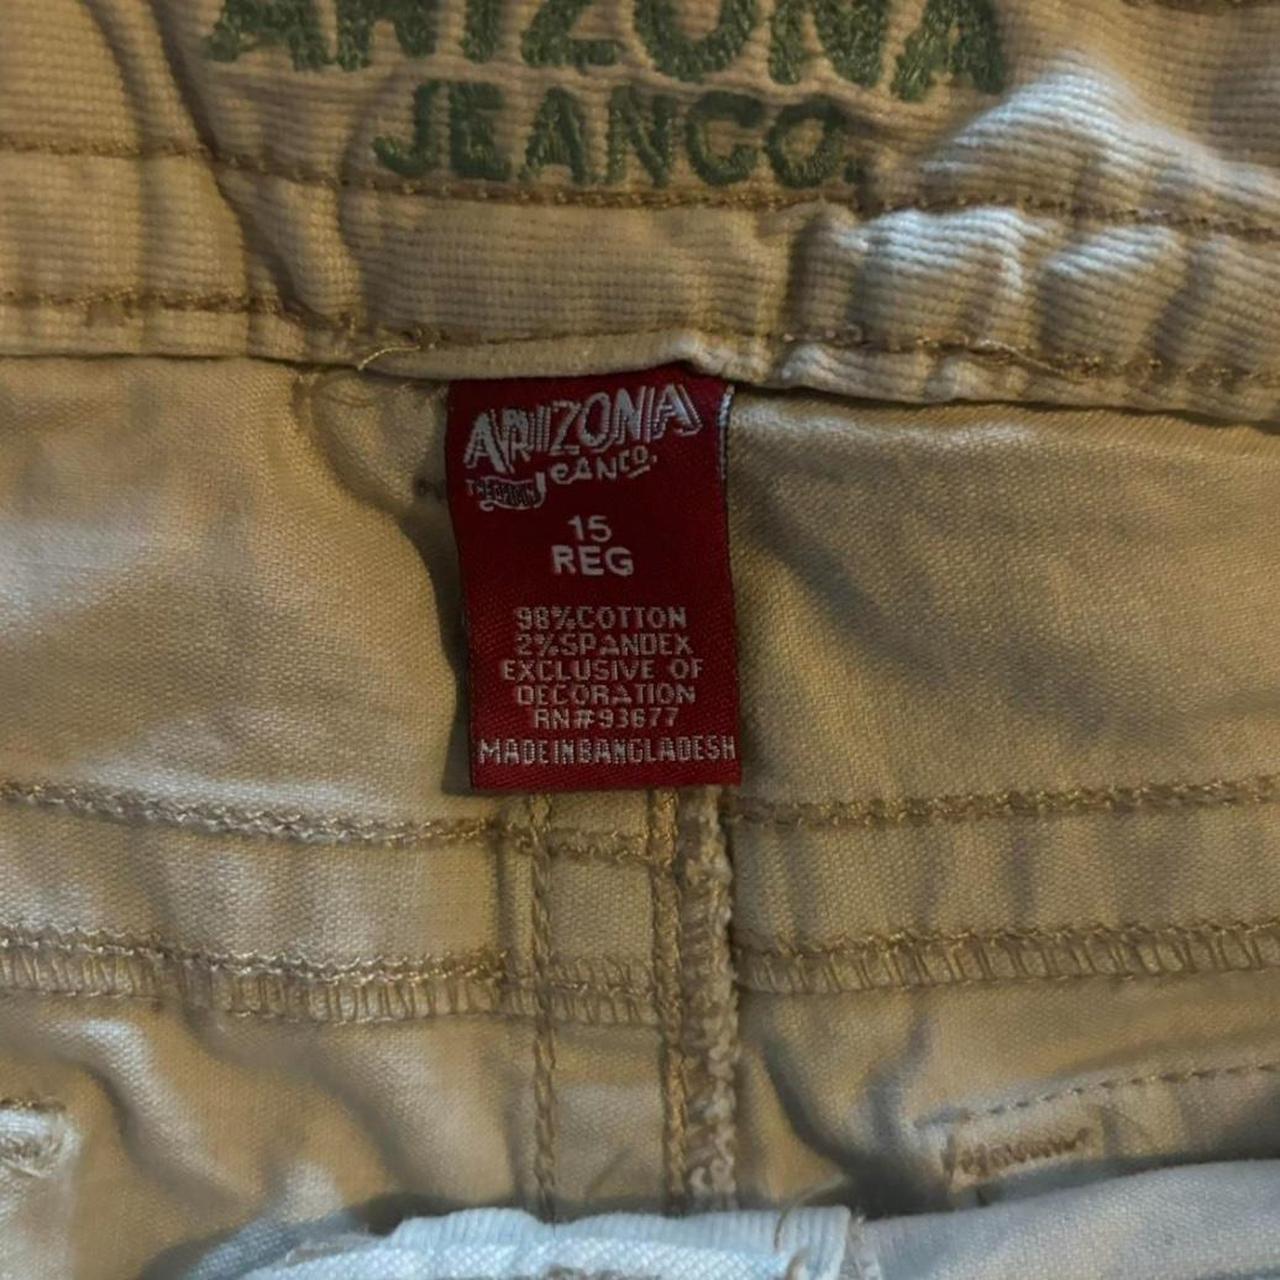 ARIZONA
JEANCO.
ARIZONA
JEANCO.
15
REG
98%COTTON
2%SPANDEX
EXCLUSIVE OF
DECORATION
RN#93677
MADEINBANGLADESH